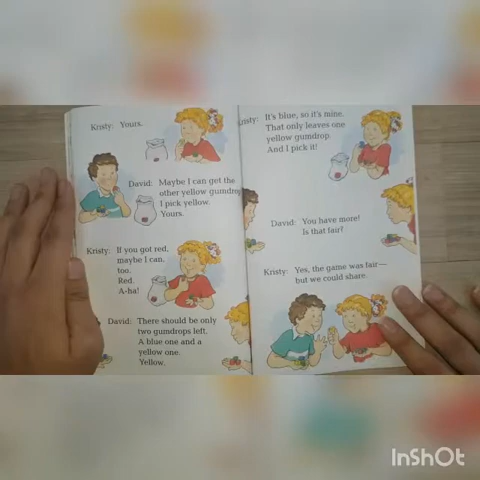 Kristy: Yours.
David: Maybe I can get the
other yellow gumdrop
I pick yellow.
Yours.
Kristy: If you got red,
maybe I can,
too.
Red.
A-ha!
David: There should be only
two gumdrops left.
A blue one and a
yellow one.
Yellow.
Kristy: It's blue, so it's mine.
That only leaves one
yellow gumdrop.
And I pick it!
David: You have more!
Is that fair?
Kristy: Yes, the game was fair—
but we could share.
InShOt